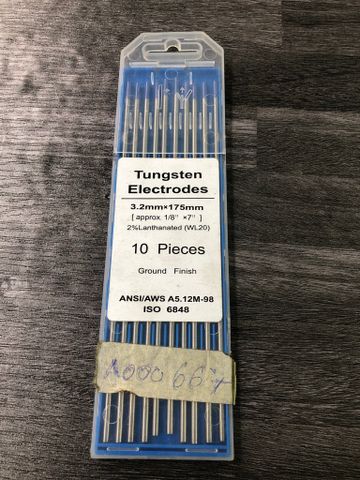 Tungsten
Electrodes
3.2mm×175mm
[ approx. 1/8" ×7" ]
2%Lanthanated (WL20)
10 Pieces
Ground Finish
ANSI/AWS A5.12M-98
ISO 6848